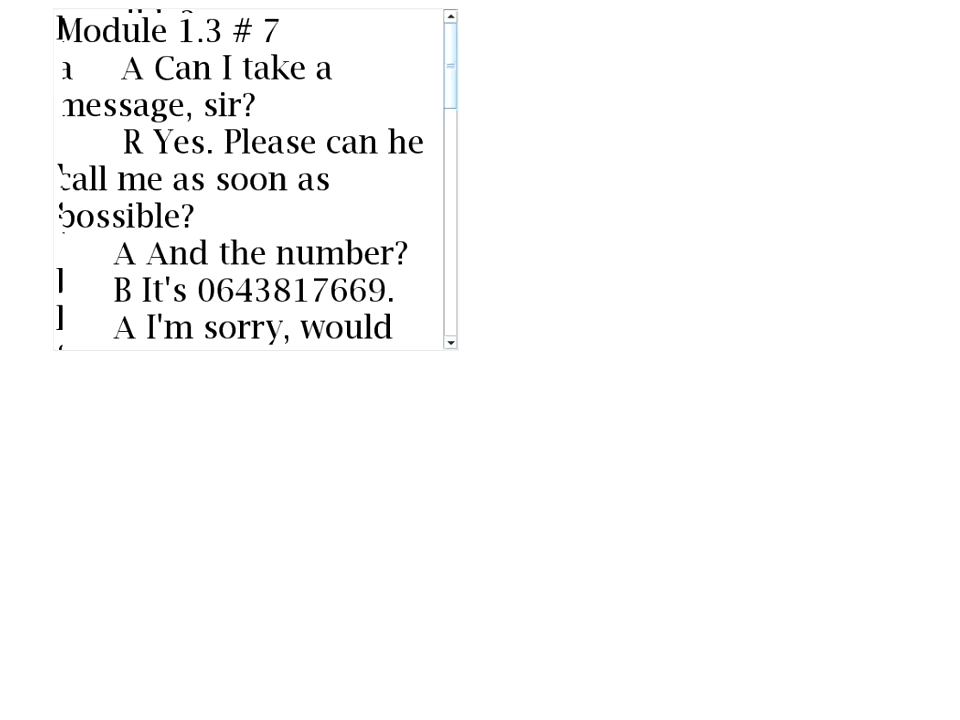 Module 1.3 # 7
a A Can I take a
message, sir?
R Yes. Please can he
call me as soon as
possible?
A And the number?
B It's 0643817669.
A I'm sorry, would